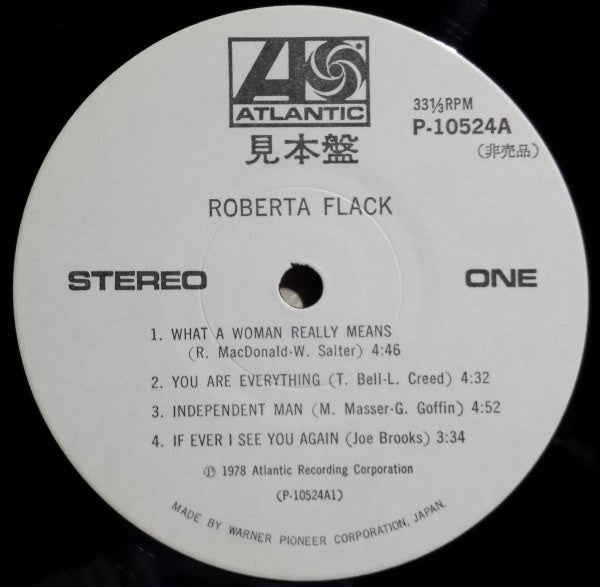 ATLANTIC
見本盤
33⅓RPM
P-10524A
(非売品)
ROBERTA FLACK
STEREO
ONE
1. WHAT A WOMAN REALLY MEANS
(R. MacDonald-W. Salter) 4:46
2. YOU ARE EVERYTHING (T. Bell-L. Creed) 4:32
3. INDEPENDENT MAN (M. Masser-G. Goffin) 4:52
4. IF EVER I SEE YOU AGAIN (Joe Brooks) 3:34
Ⓟ 1978 Atlantic Recording Corporation
(P-10524A1)
MADE BY WARNER PIONEER CORPORATION, JAPAN.